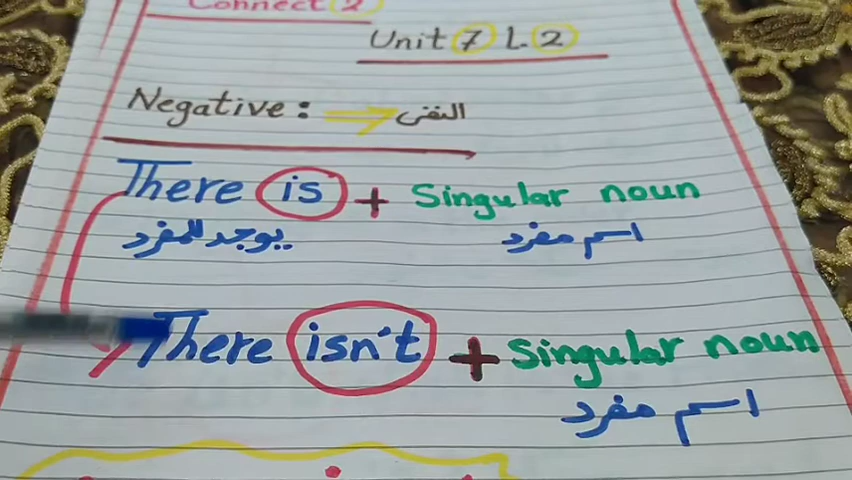 Connect 2
Unit 7 L.2
Negative : ⇒ النفى
There is + Singular noun
يوجد للمفرد اسم مفرد
There isn't + Singular noun
اسم مفرد